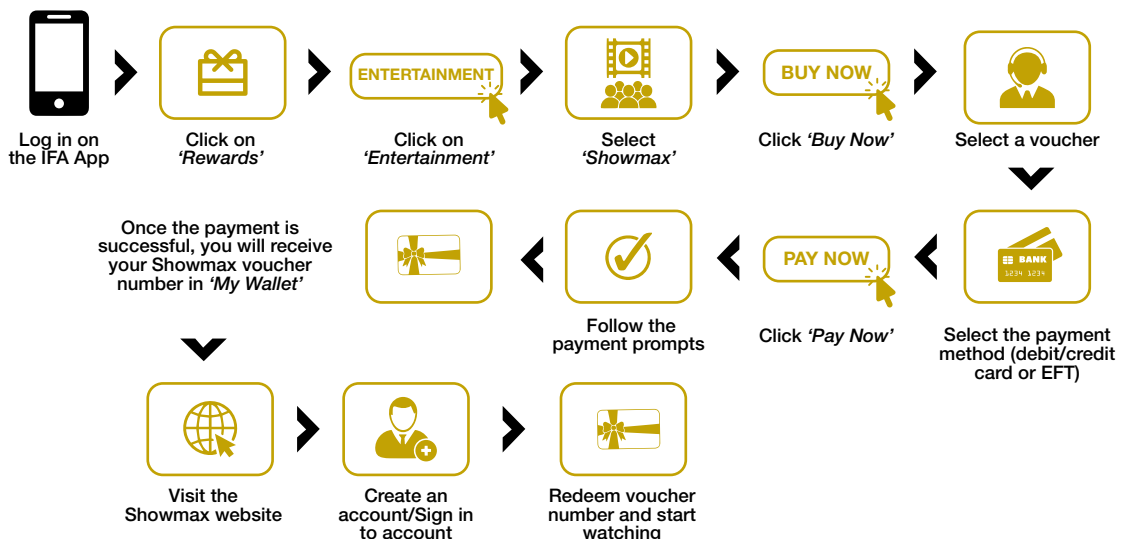 ENTERTAINMENT
BUY NOW
Log in on
the IFA App
Click on
‘Rewards’
Click on
‘Entertainment’
Select
‘Showmax’
Click ‘Buy Now’
Select a voucher
BANK
1234 1234
Select the payment
method (debit/credit
card or EFT)
PAY NOW
Click ‘Pay Now’
Follow the
payment prompts
Once the payment is
successful, you will receive
your Showmax voucher
number in ‘My Wallet’
Visit the
Showmax website
Create an
account/Sign in
to account
Redeem voucher
number and start
watching